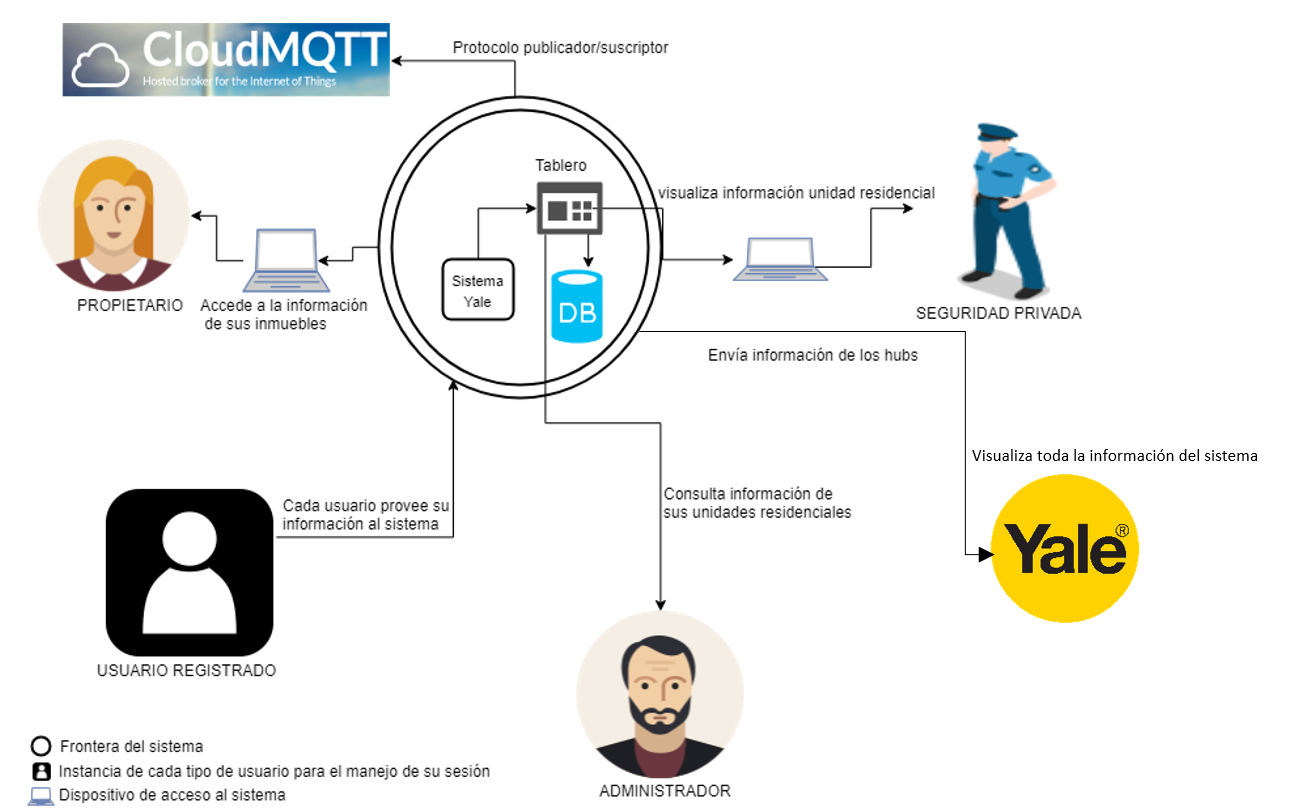 CloudMQTT
Hosted broker for the Internet of Things
Protocolo publicador/suscriptor
Tablero
visualiza información unidad residencial
Sistema
Yale
DB
PROPIETARIO
Accede a la información
de sus inmuebles
SEGURIDAD PRIVADA
Envía información de los hubs
Visualiza toda la información del sistema
Yale®
Cada usuario provee su
información al sistema
Consulta información de
sus unidades residenciales
USUARIO REGISTRADO
ADMINISTRADOR
Frontera del sistema
Instancia de cada tipo de usuario para el manejo de su sesión
Dispositivo de acceso al sistema